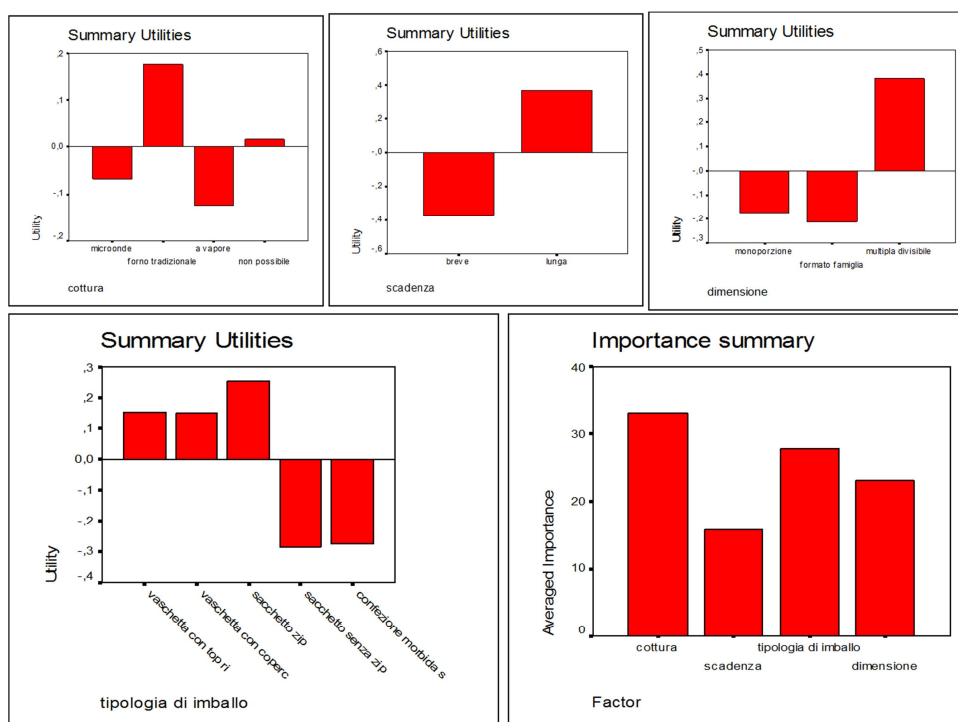 Summary Utilities
,2
,1
-,0
-,1
-,2
Utility
microonde
a vapore
forno tradizionale
non possibile
cottura
Summary Utilities
,6
,4
,2
-,0
-,2
-,4
-,6
Utility
breve
lunga
scadenza
Summary Utilities
,5
,4
,3
,2
,1
-,0
-,1
-,2
-,3
Utility
monoporzione
multipla divisibile
formato famiglia
dimensione
Summary Utilities
,3
,2
,1
0,0
-,1
-,2
-,3
-,4
Utility
vaschetta con top ri
vaschetta con coperc
sacchetto zip
sacchetto senza zip
confezione morbida s
tipologia di imballo
Importance summary
40
30
20
10
0
Averaged Importance
cottura
tipologia di imballo
scadenza
dimensione
Factor